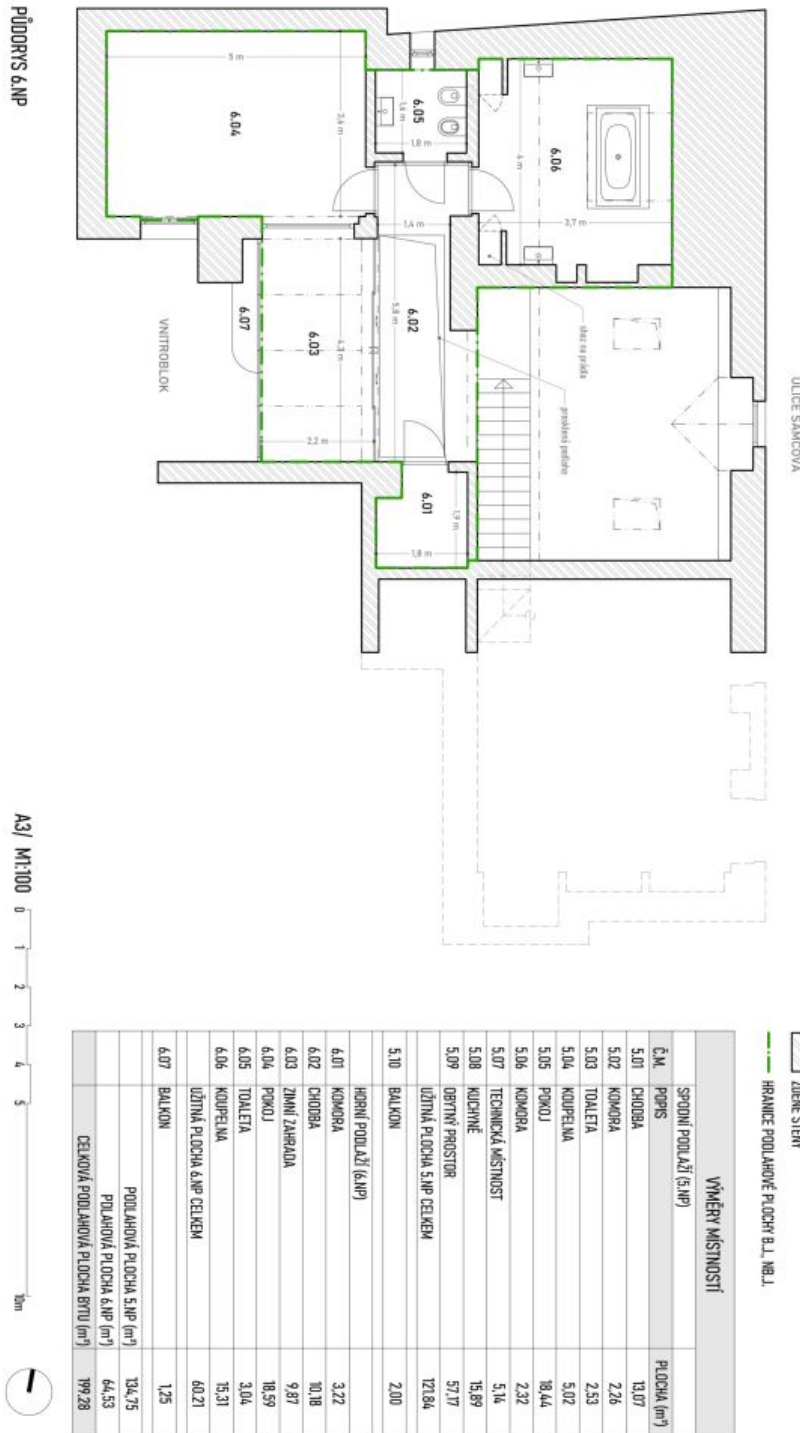 ULICE SAMCOVA
ZDĚNÉ STĚNY
HRANICE PODLAHOVÉ PLOCHY B.J., NB.J.
6.04
5 m
3,6 m
6.05
1,6 m
1,8 m
6.06
4 m
3,7 m
shoz na prádlo
1,4 m
6.02
5,8 m
prosklená podlaha
6.03
4,3 m
2,2 m
6.07
VNITROBLOK
6.01
1,9 m
1,8 m
VÝMĚRY MÍSTNOSTÍ
SPODNÍ PODLAŽÍ (5.NP)
Č.M. POPIS PLOCHA (m²)
5.01 CHODBA 13,07
5.02 KOMORA 2,26
5.03 TOALETA 2,53
5.04 KOUPELNA 5,02
5.05 POKOJ 18,44
5.06 KOMORA 2,32
5.07 TECHNICKÁ MÍSTNOST 5,14
5.08 KUCHYNĚ 15,89
5.09 OBYTNÝ PROSTOR 57,17
UŽITNÁ PLOCHA 5.NP CELKEM 121,84
5.10 BALKON 2,00
HORNÍ PODLAŽÍ (6.NP)
6.01 KOMORA 3,22
6.02 CHODBA 10,18
6.03 ZIMNÍ ZAHRADA 9,87
6.04 POKOJ 18,59
6.05 TOALETA 3,04
6.06 KOUPELNA 15,31
UŽITNÁ PLOCHA 6.NP CELKEM 60,21
6.07 BALKON 1,25
PODLAHOVÁ PLOCHA 5.NP (m²) 134,75
PDLAHOVÁ PLOCHA 6.NP (m²) 64,53
CELKOVÁ PODLAHOVÁ PLOCHA BYTU (m²) 199,28
PŮDORYS 6.NP
A3/ M1:100
0 1 2 3 4 5 10m